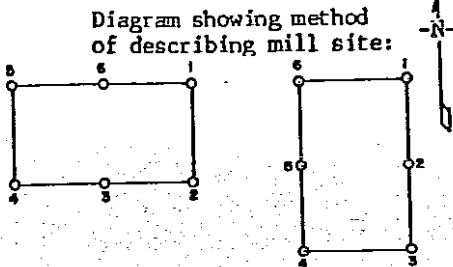 Diagram showing method
of describing mill site:
N
5 6 1
4 3 2
6 1
5 2
4 3